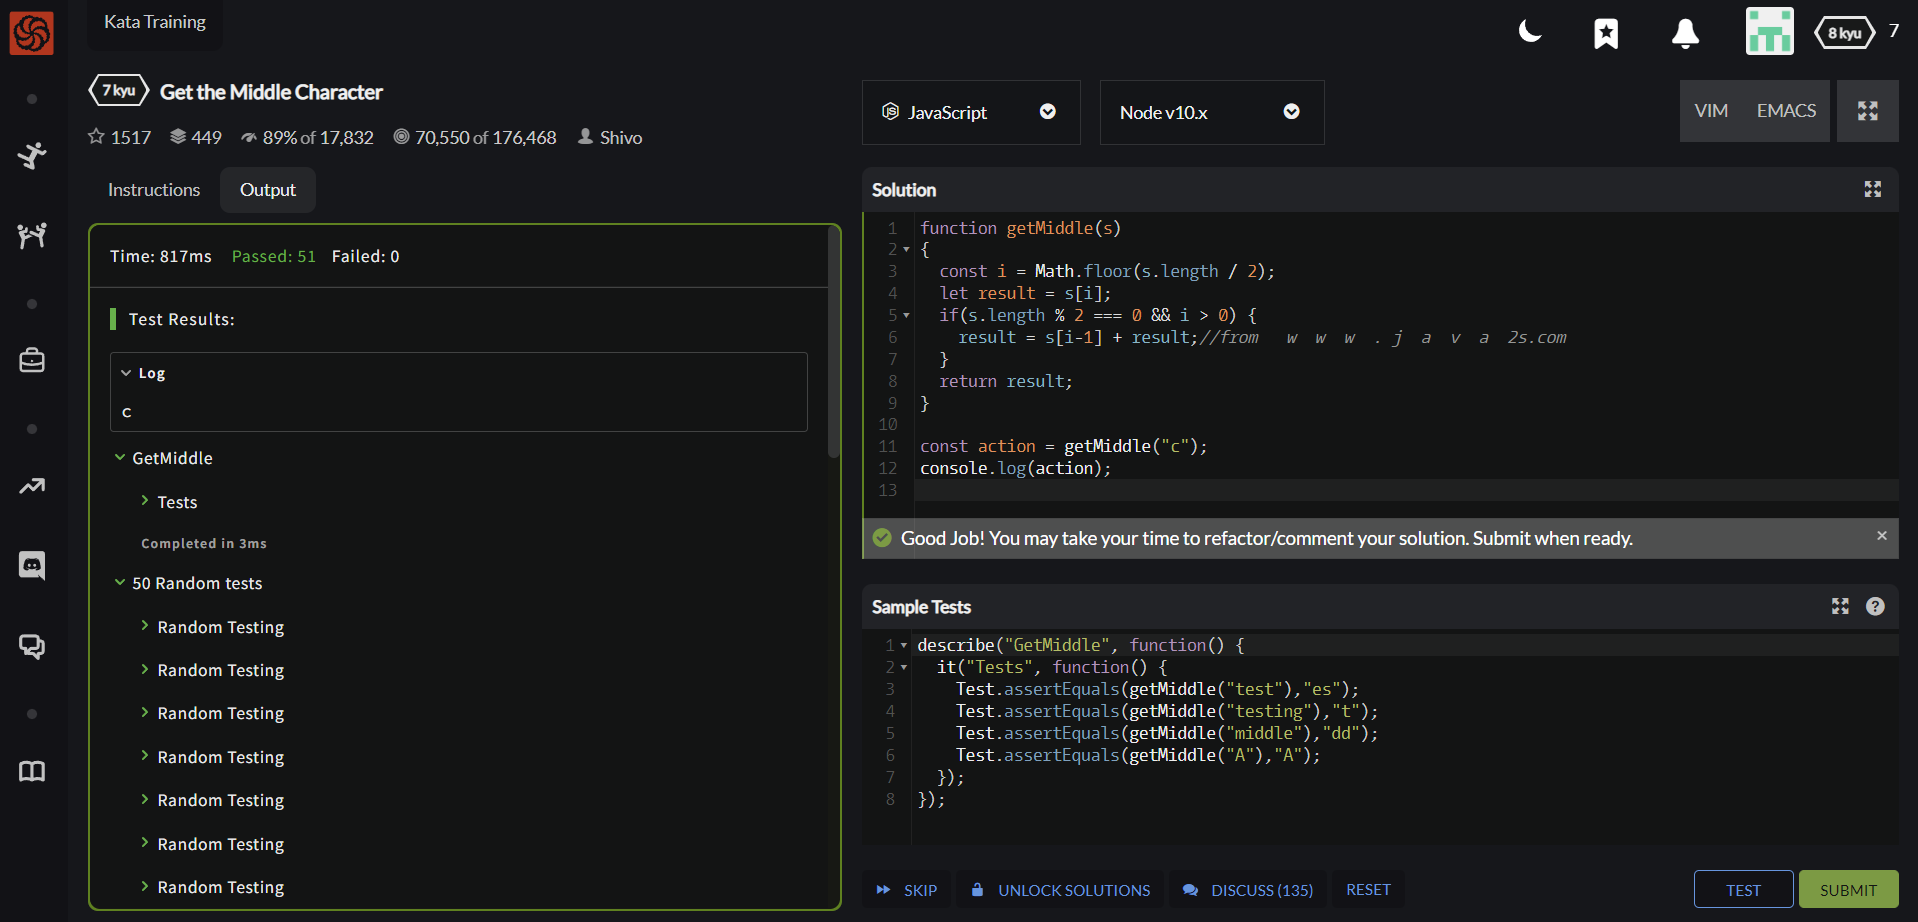 Kata Training
8 kyu
7
7 kyu
Get the Middle Character
1517
449
89% of 17,832
70,550 of 176,468
Shivo
Instructions
Output
Time: 817ms
Passed: 51
Failed: 0
Test Results:
Log
c
GetMiddle
Tests
Completed in 3ms
50 Random tests
Random Testing
Random Testing
Random Testing
Random Testing
Random Testing
Random Testing
Random Testing
JS
JavaScript
Node v10.x
VIM
EMACS
Solution
1 function getMiddle(s)
2 {
3   const i = Math.floor(s.length / 2);
4   let result = s[i];
5   if(s.length % 2 === 0 && i > 0) {
6     result = s[i-1] + result;//from   w  w  w  . j  a  v  a  2s.com
7   }
8   return result;
9 }
10
11 const action = getMiddle("c");
12 console.log(action);
13
Good Job! You may take your time to refactor/comment your solution. Submit when ready.
×
Sample Tests
?
1 describe("GetMiddle", function() {
2   it("Tests", function() {
3     Test.assertEquals(getMiddle("test"),"es");
4     Test.assertEquals(getMiddle("testing"),"t");
5     Test.assertEquals(getMiddle("middle"),"dd");
6     Test.assertEquals(getMiddle("A"),"A");
7   });
8 });
SKIP
UNLOCK SOLUTIONS
DISCUSS (135)
RESET
TEST
SUBMIT